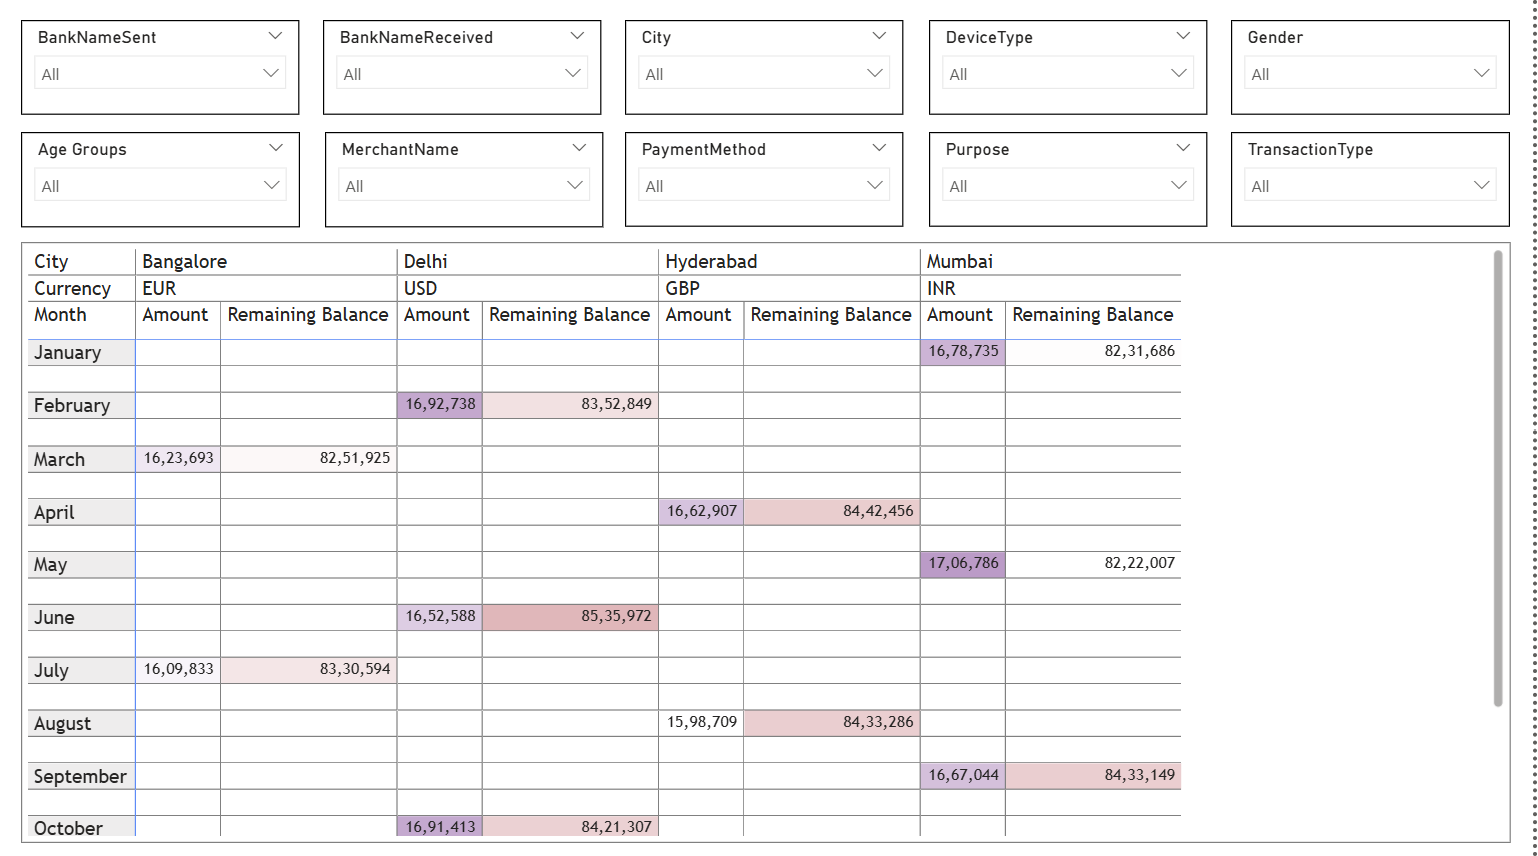 BankNameSent BankNameReceived City DeviceType Gender
All All All All All
Age Groups MerchantName PaymentMethod Purpose TransactionType
All All All All All
City Bangalore Delhi Hyderabad Mumbai
Currency EUR USD GBP INR
Month Amount Remaining Balance Amount Remaining Balance Amount Remaining Balance Amount Remaining Balance
January 16,78,735 82,31,686
February 16,92,738 83,52,849
March 16,23,693 82,51,925
April 16,62,907 84,42,456
May 17,06,786 82,22,007
June 16,52,588 85,35,972
July 16,09,833 83,30,594
August 15,98,709 84,33,286
September 16,67,044 84,33,149
October 16,91,413 84,21,307